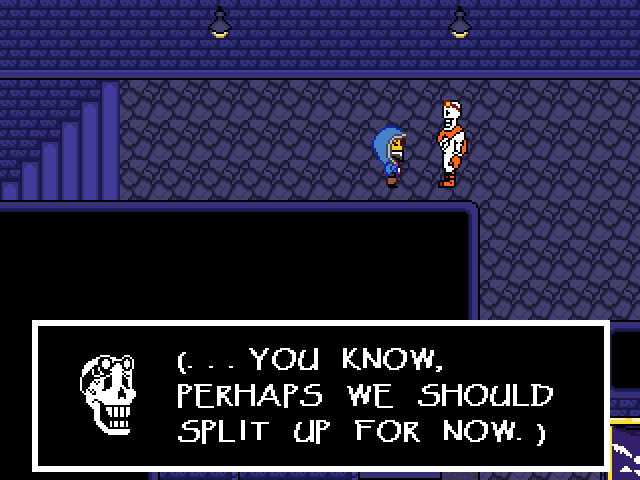 (. . . YOU KNOW,
PERHAPS WE SHOULD
SPLIT UP FOR NOW. )